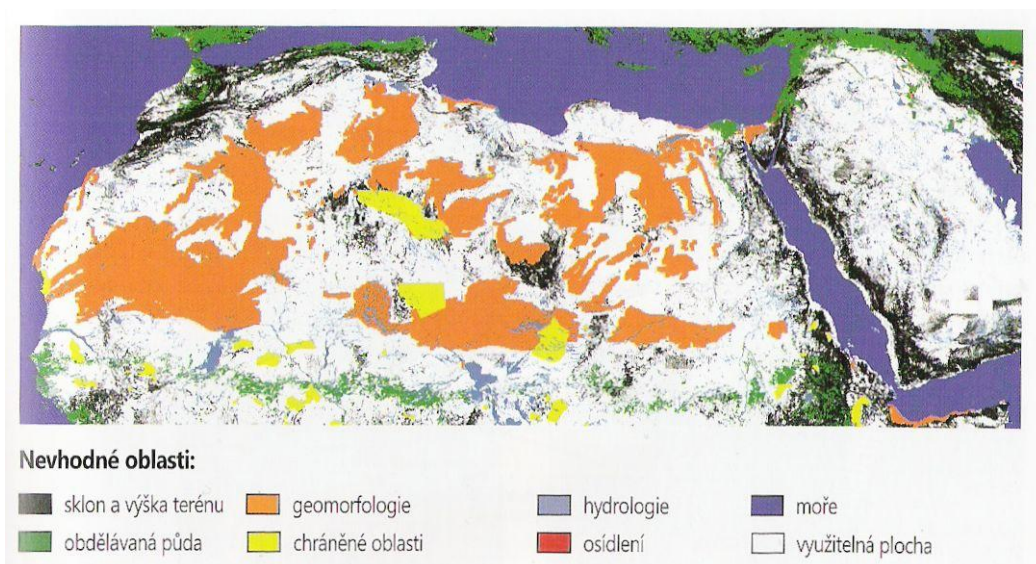 Nevhodné oblasti:
sklon a výška terénu
geomorfologie
hydrologie
moře
obdělávaná půda
chráněné oblasti
osídlení
využitelná plocha